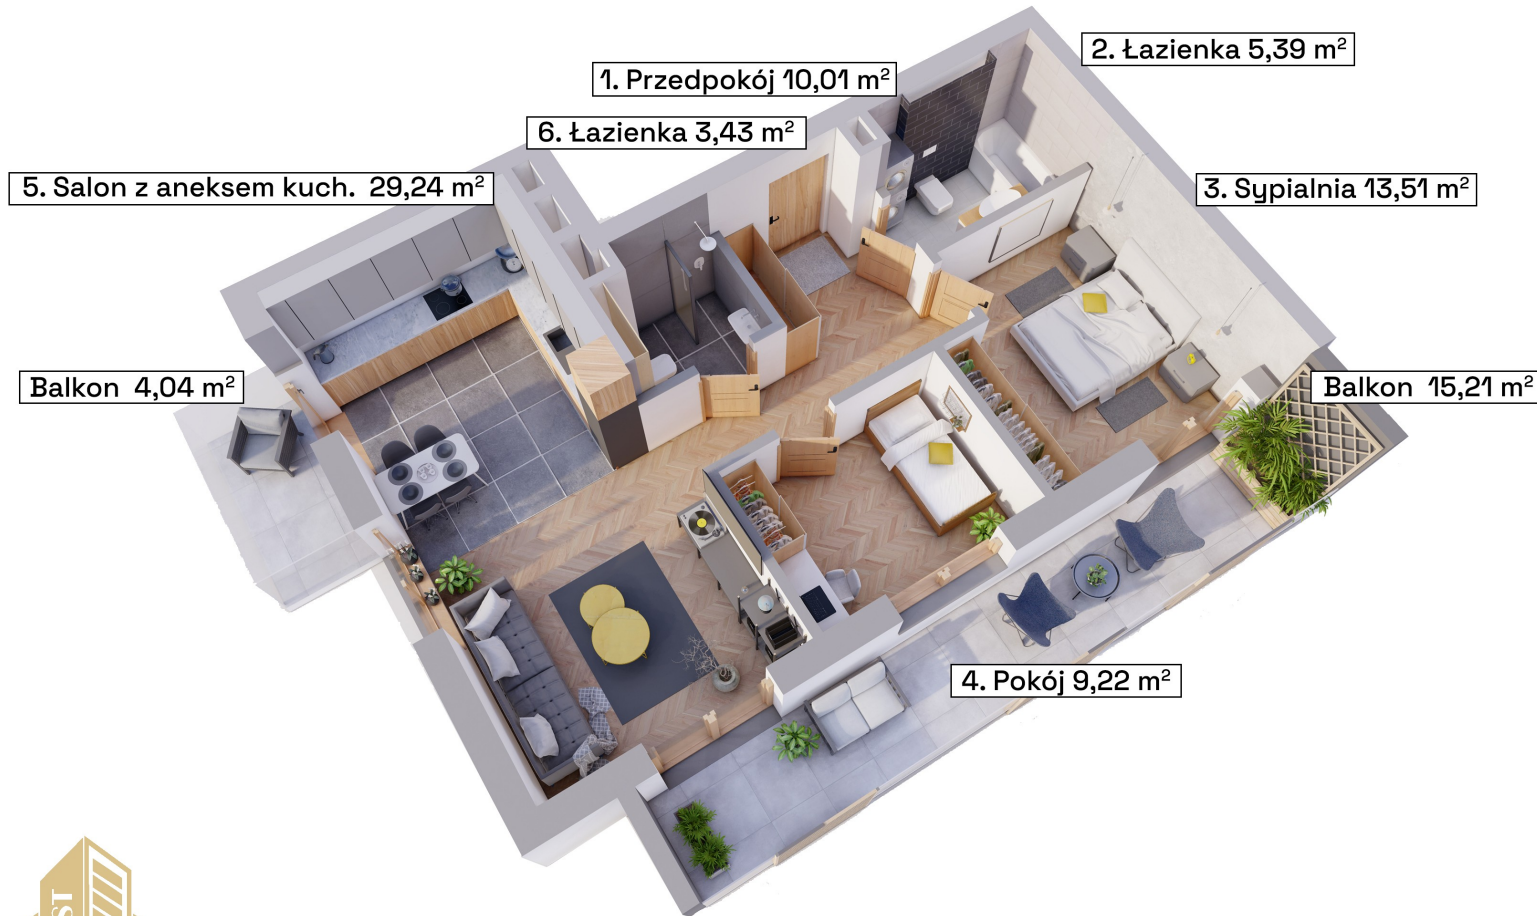 2. Łazienka 5,39 m²
1. Przedpokój 10,01 m²
6. Łazienka 3,43 m²
5. Salon z aneksem kuch. 29,24 m²
3. Sypialnia 13,51 m²
Balkon 4,04 m²
Balkon 15,21 m²
4. Pokój 9,22 m²